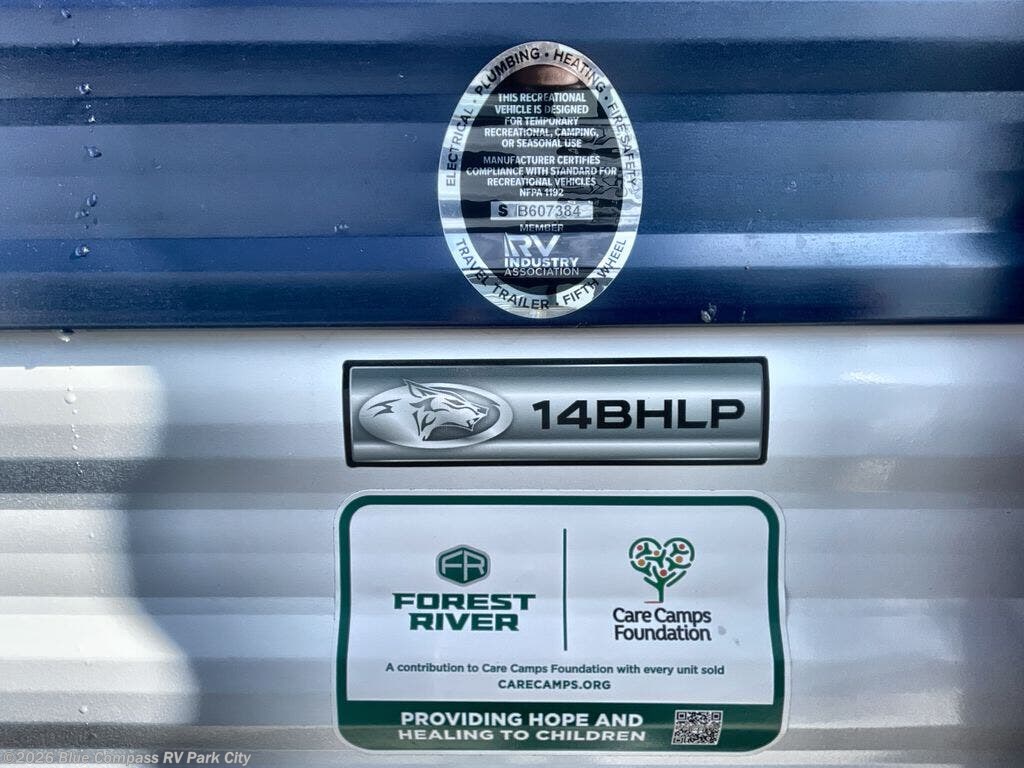 ELECTRICAL • PLUMBING • HEATING • FIRE SAFETY
THIS RECREATIONAL
VEHICLE IS DESIGNED
FOR TEMPORARY
RECREATIONAL, CAMPING,
OR SEASONAL USE
MANUFACTURER CERTIFIES
COMPLIANCE WITH STANDARD FOR
RECREATIONAL VEHICLES
NFPA 1192
S B607384
MEMBER
RV
INDUSTRY
ASSOCIATION
TRAVEL TRAILER • FIFTH WHEEL
14BHLP
FR
FOREST
RIVER
Care Camps
Foundation
A contribution to Care Camps Foundation with every unit sold
CARECAMPS.ORG
PROVIDING HOPE AND
HEALING TO CHILDREN
©2026 Blue Compass RV Park City